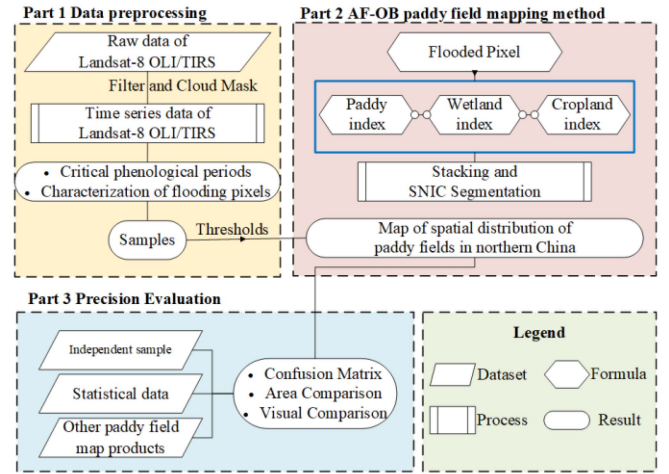 Part 1 Data preprocessing
Raw data of
Landsat-8 OLI/TIRS
Filter and Cloud Mask
Time series data of
Landsat-8 OLI/TIRS
• Critical phenological periods
• Characterization of flooding pixels
Samples
Thresholds
Part 2 AF-OB paddy field mapping method
Flooded Pixel
Paddy
index
Wetland
index
Cropland
index
Stacking and
SNIC Segmentation
Map of spatial distribution of
paddy fields in northern China
Part 3 Precision Evaluation
Independent sample
Statistical data
Other paddy field
map products
• Confusion Matrix
• Area Comparison
• Visual Comparison
Legend
Dataset
Formula
Process
Result